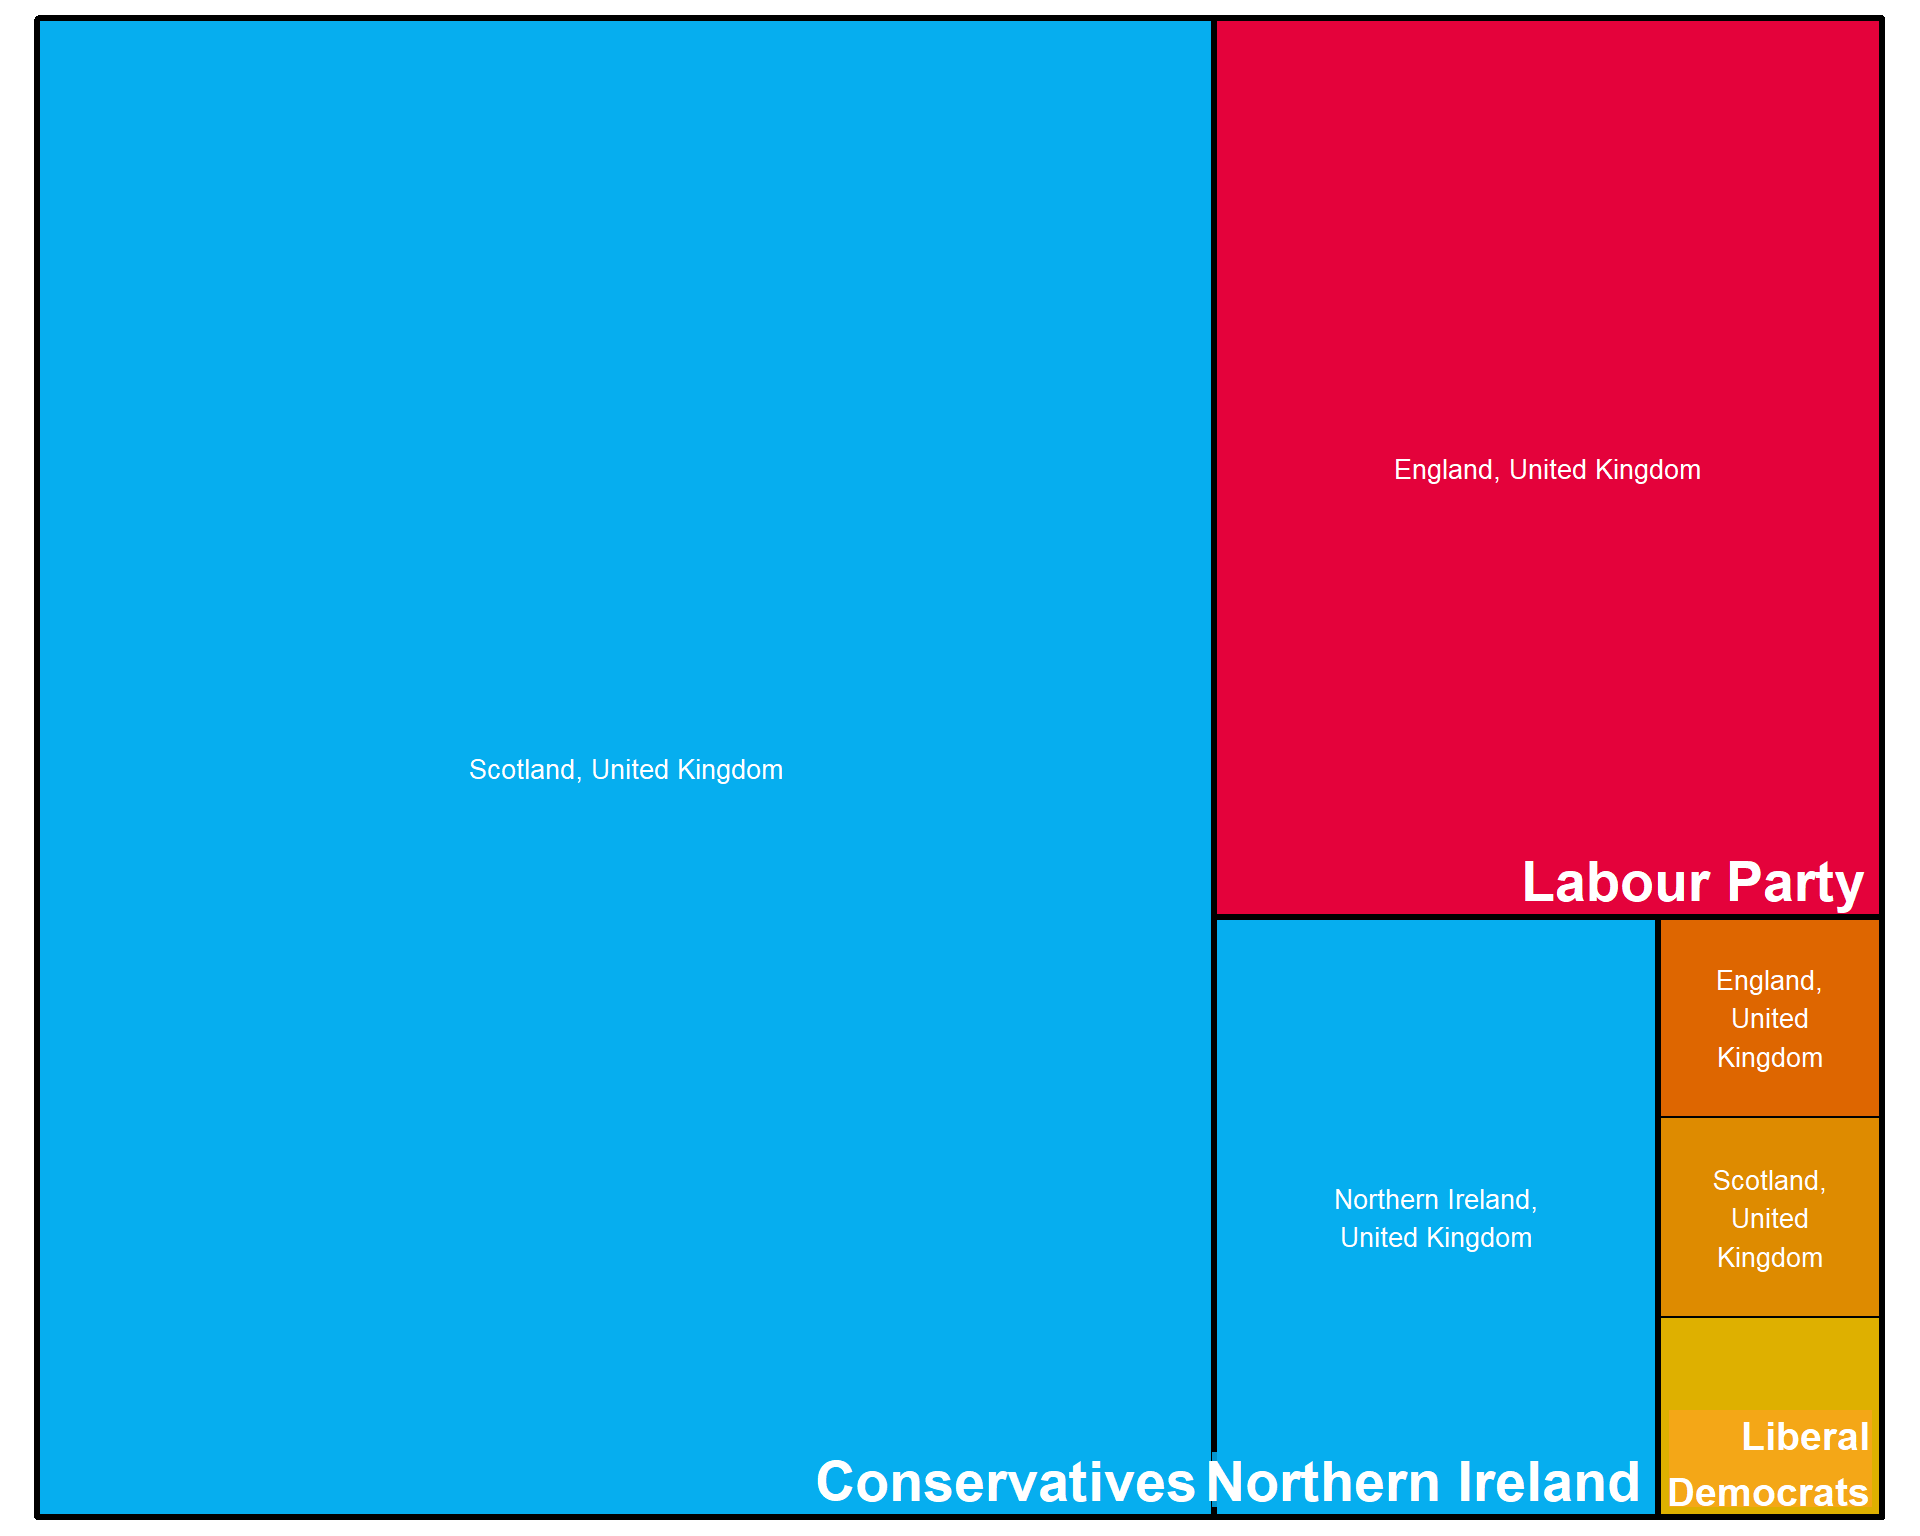 Scotland, United Kingdom
Conservatives
England, United Kingdom
Labour Party
Northern Ireland,
United Kingdom
Northern Ireland
England,
United
Kingdom
Scotland,
United
Kingdom
Liberal
Democrats